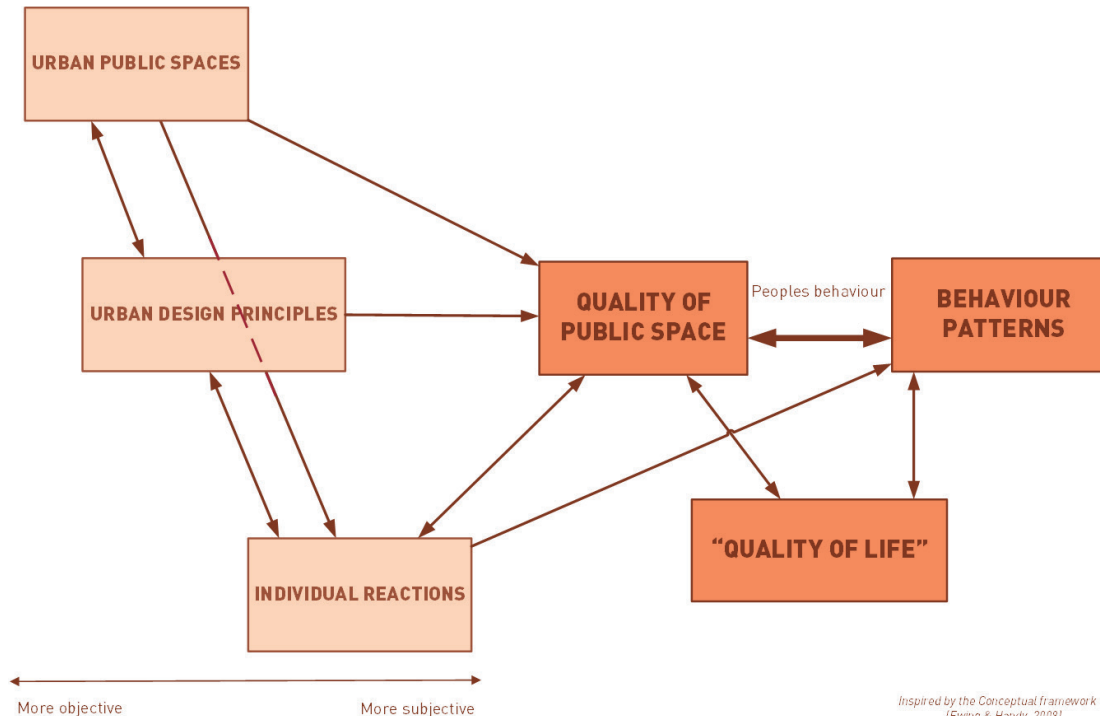 URBAN PUBLIC SPACES
URBAN DESIGN PRINCIPLES
QUALITY OF
PUBLIC SPACE
Peoples behaviour
BEHAVIOUR
PATTERNS
“QUALITY OF LIFE”
INDIVIDUAL REACTIONS
More objective
More subjective
Inspired by the Conceptual framework